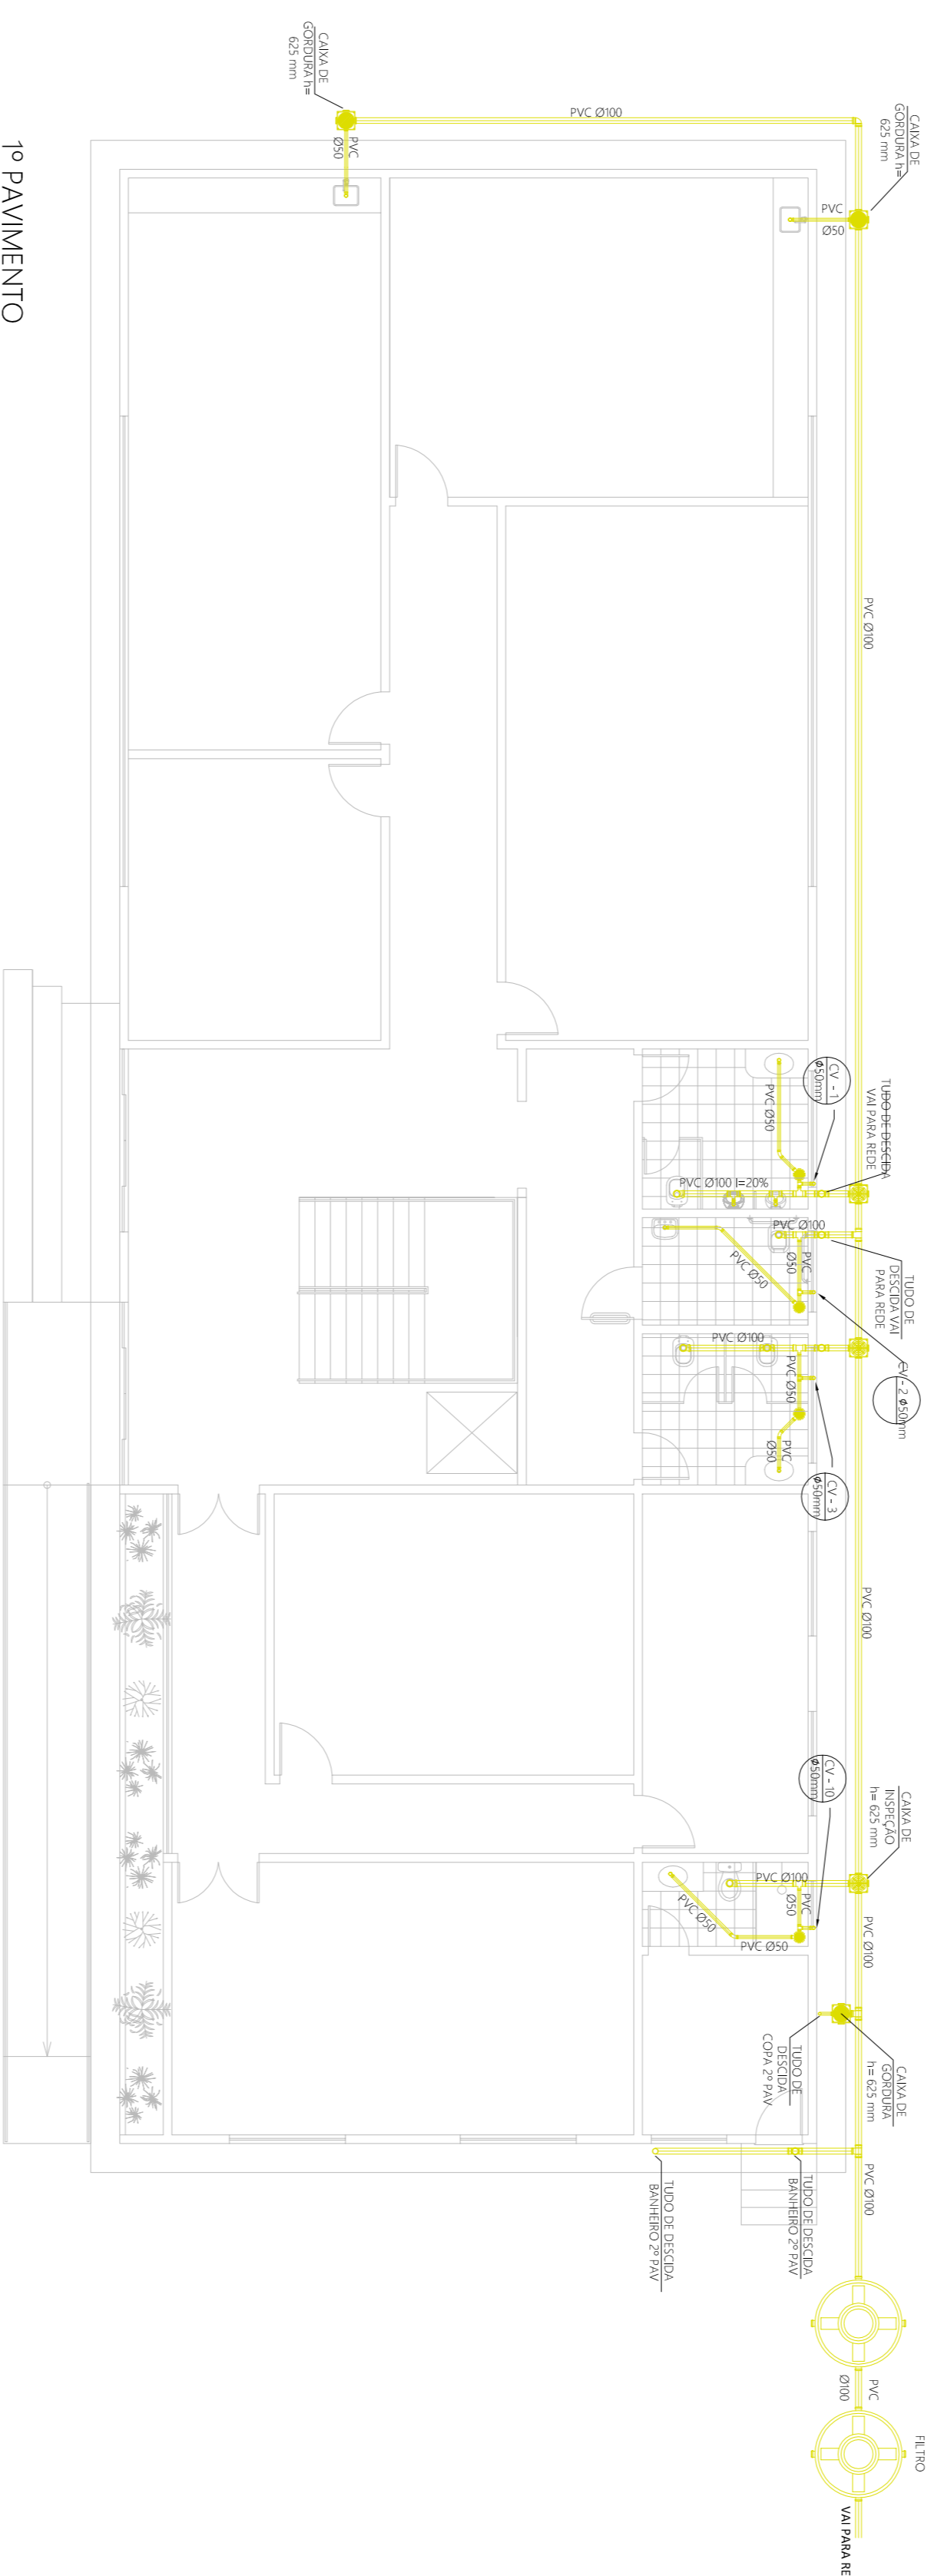 CAIXA DE
GORDURA h=
625 mm
PVC Ø100
PVC
Ø50
CAIXA DE
GORDURA h=
625 mm
PVC
Ø50
1º PAVIMENTO
PVC Ø100
CV - 1
ø50mm
TUDO DE DESCIDA
VAI PARA REDE
PVC Ø50
PVC Ø100 I=20%
PVC Ø100
PVC
Ø50
PVC Ø50
TUDO DE
DESCIDA VAI
PARA REDE
CV - 2 ø50mm
PVC Ø100
PVC Ø50
PVC
Ø50
CV - 3
ø50mm
PVC Ø100
CV - 10
ø50mm
CAIXA DE
INSPEÇÃO
h= 625 mm
PVC Ø100
PVC
Ø50
PVC Ø50
PVC Ø50
PVC Ø100
TUDO DE
DESCIDA
COPA 2º PAV
CAIXA DE
GORDURA
h= 625 mm
PVC Ø100
TUDO DE DESCIDA
BANHEIRO 2º PAV
TUDO DE DESCIDA
BANHEIRO 2º PAV
PVC
Ø100
FILTRO
VAI PARA RE